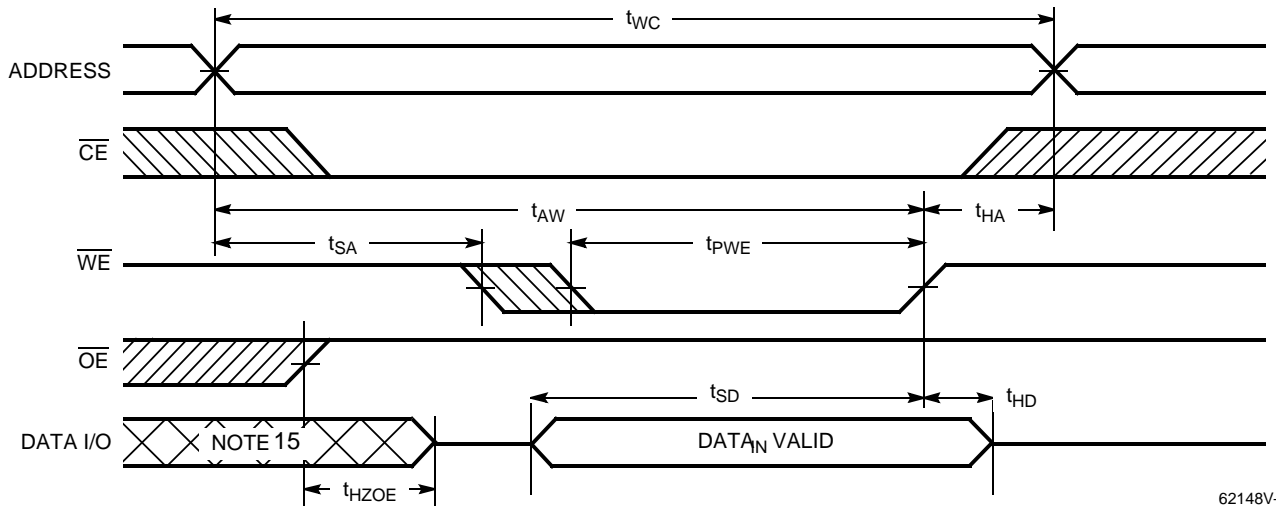 tWC
ADDRESS
CE
tAW
tHA
tSA
tPWE
WE
OE
tSD
tHD
DATA I/O
NOTE 15
DATAIN VALID
tHZOE
62148V-